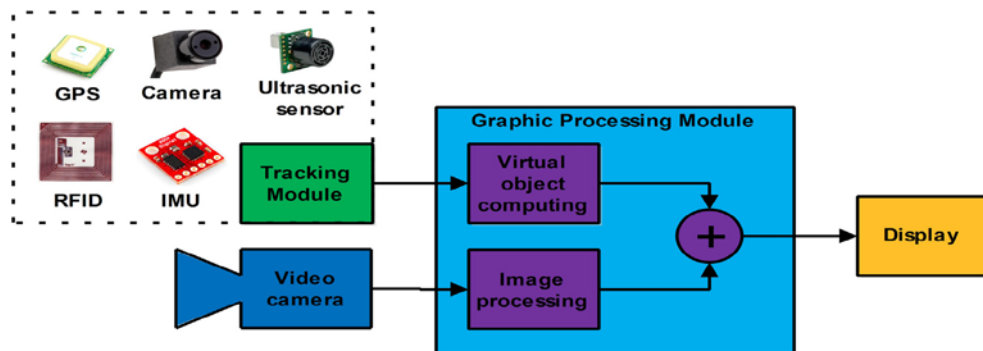 GPS
Camera
Ultrasonic
sensor
RFID
IMU
Tracking
Module
Video
camera
Graphic Processing Module
Virtual
object
computing
Image
processing
+
Display